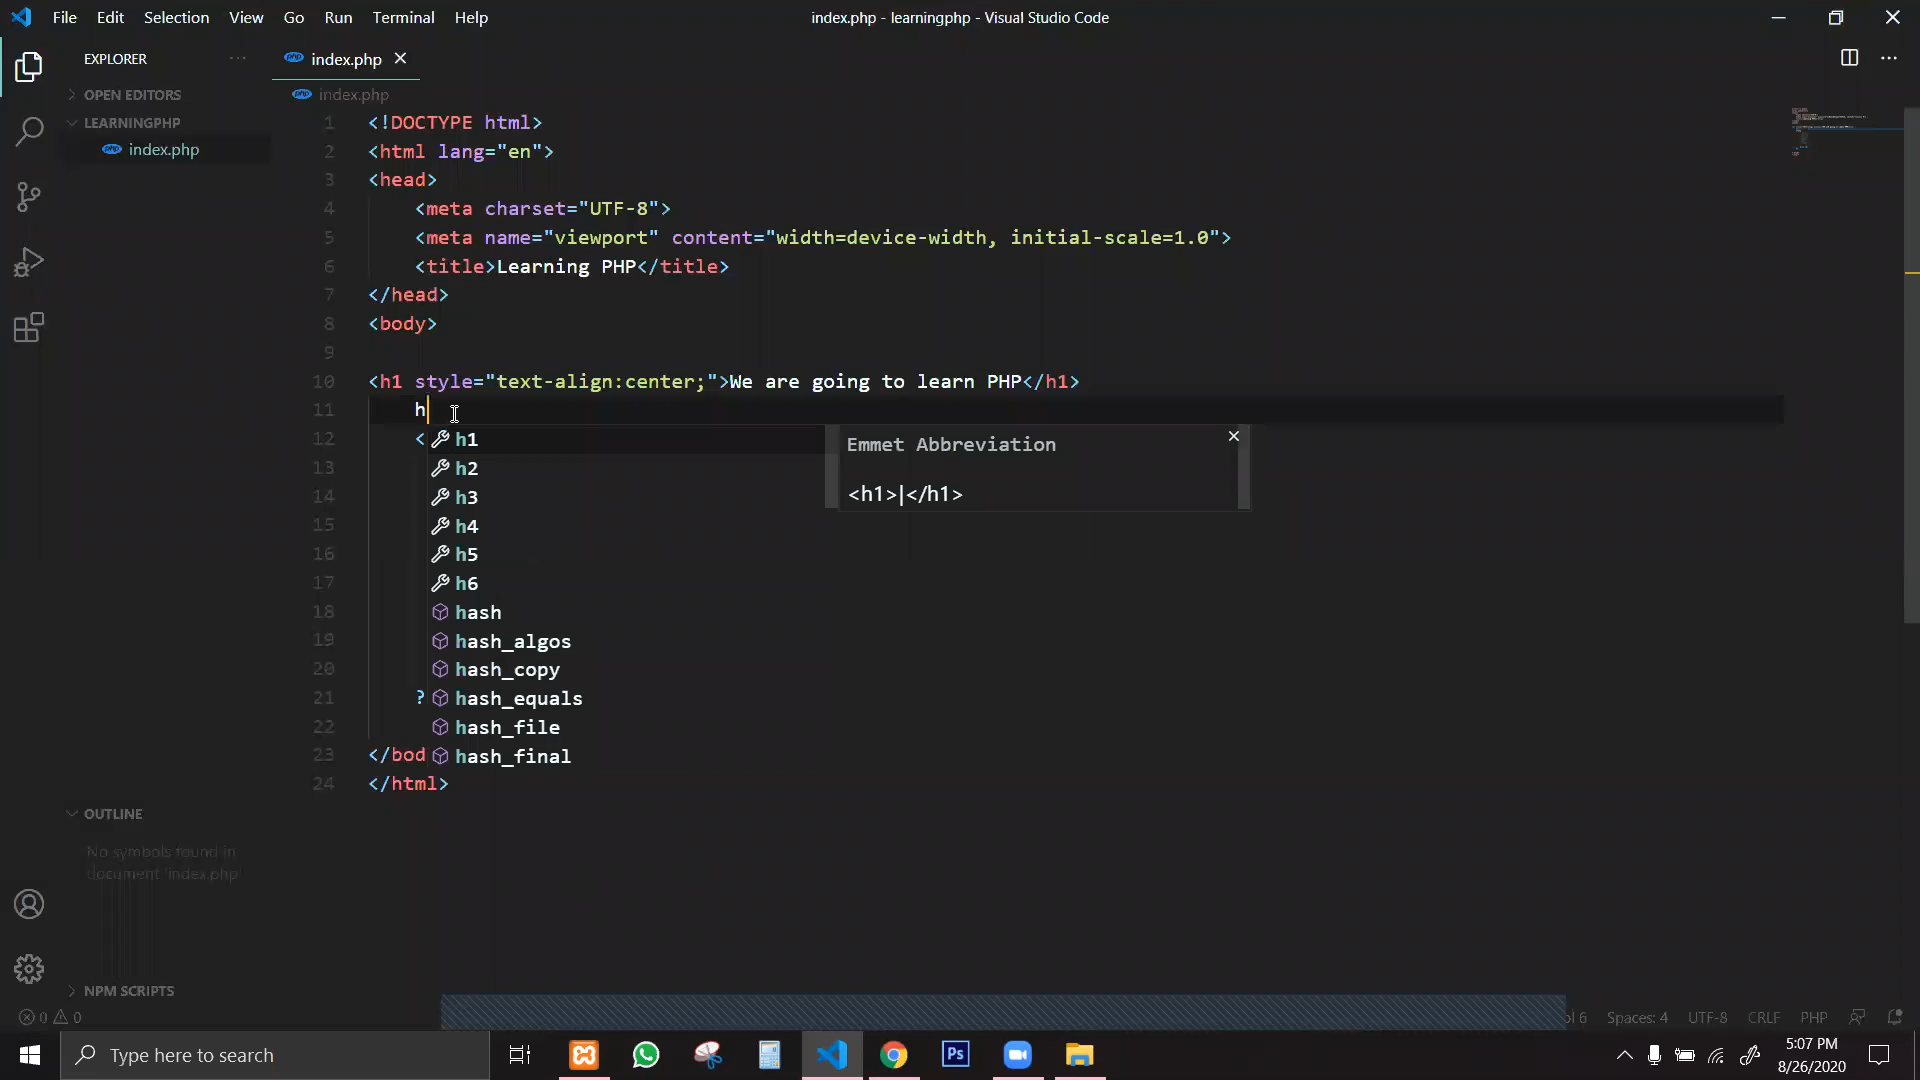 File Edit Selection View Go Run Terminal Help
index.php - learningphp - Visual Studio Code
EXPLORER
index.php
OPEN EDITORS
LEARNINGPHP
index.php
index.php
1 <!DOCTYPE html>
2 <html lang="en">
3 <head>
4 <meta charset="UTF-8">
5 <meta name="viewport" content="width=device-width, initial-scale=1.0">
6 <title>Learning PHP</title>
7 </head>
8 <body>
9
10 <h1 style="text-align:center;">We are going to learn PHP</h1>
11 h
12 <
13
14
15
16
17
18
19
20
21 ?
22
23 </bod
24 </html>
h1
h2
h3
h4
h5
h6
hash
hash_algos
hash_copy
hash_equals
hash_file
hash_final
Emmet Abbreviation
<h1>|</h1>
OUTLINE
No symbols found in
document 'index.php'
NPM SCRIPTS
0 0
ol 6 Spaces: 4 UTF-8 CRLF PHP
Type here to search
Ps
5:07 PM
8/26/2020